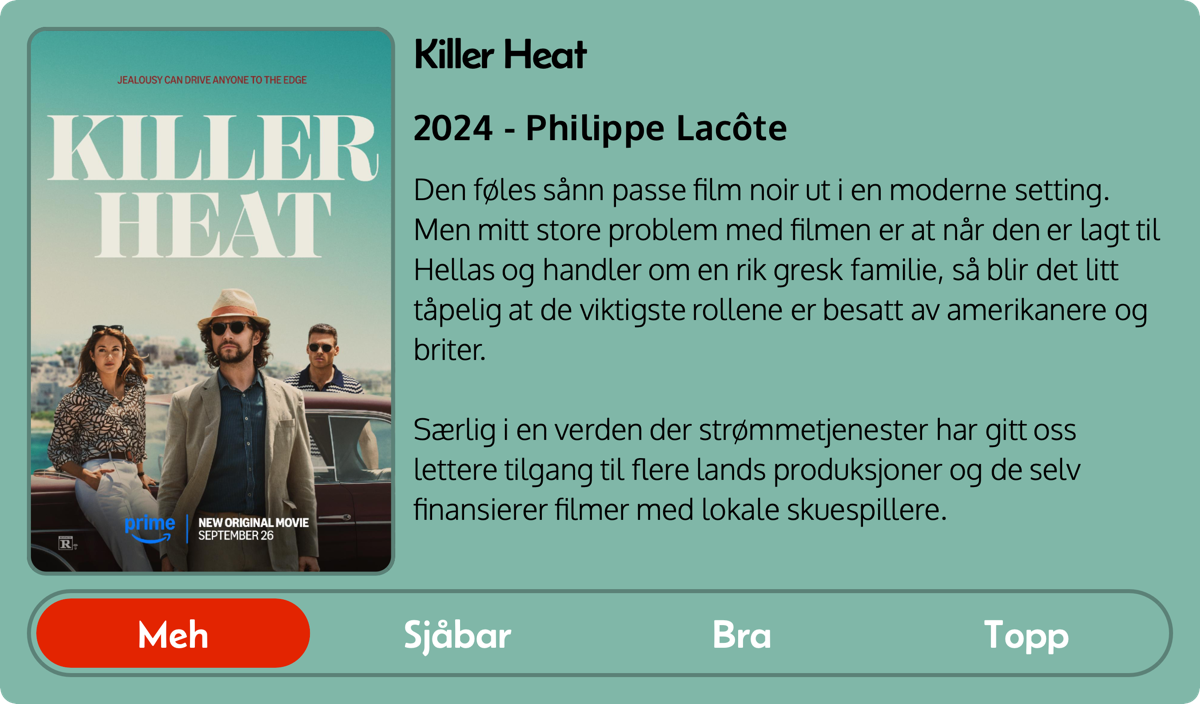 JEALOUSY CAN DRIVE ANYONE TO THE EDGE
KILLER
HEAT
prime
NEW ORIGINAL MOVIE
SEPTEMBER 26
R
Killer Heat
2024 - Philippe Lacôte
Den føles sånn passe film noir ut i en moderne setting.
Men mitt store problem med filmen er at når den er lagt til
Hellas og handler om en rik gresk familie, så blir det litt
tåpelig at de viktigste rollene er besatt av amerikanere og
briter.
Særlig i en verden der strømmetjenester har gitt oss
lettere tilgang til flere lands produksjoner og de selv
finansierer filmer med lokale skuespillere.
Meh
Sjåbar
Bra
Topp